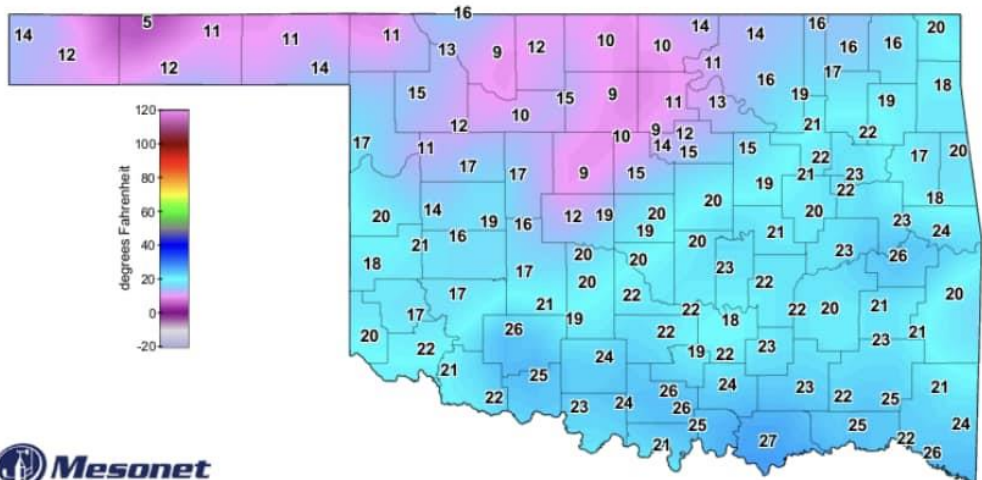 16
14 5 11 11 11 13 9 12 10 10 14 14 16 16 16 20
12 12 14 11 16 17 18
15 10 15 9 11 13 19 19
120
100
80
60
40
20
0
-20
degrees Fahrenheit
12 10 9 12 21 22
17 11 17 17 9 15 14 15 15 22 21 23 17 20
20 14 19 16 12 19 20 20 19 20 22 23 18
21 16 19 20 21 23 24
18 17 20 20 23 22 26
17 17 21 20 22 22 22 20 21 20
20 22 26 19 22 18 23 23 21
21 25 24 19 22
22 23 24 26 26 24 23 22 25 21
21 25 27 25 22 26 24
Mesonet